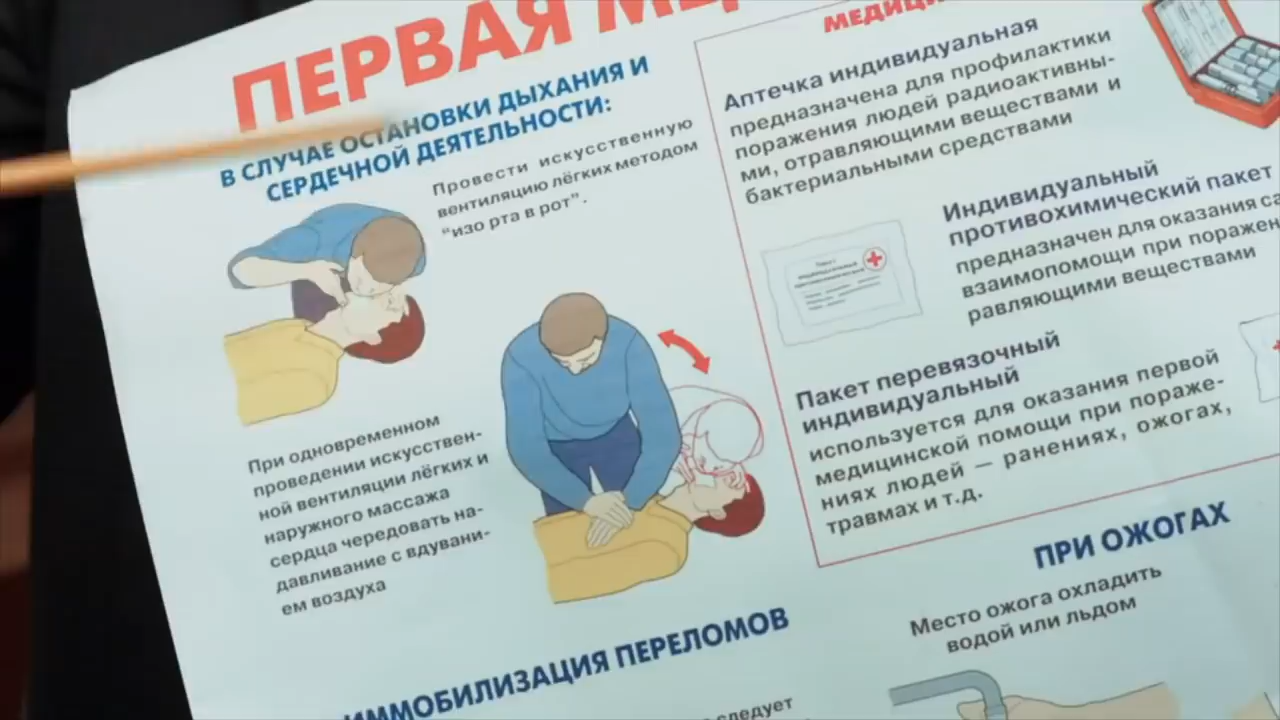 ПЕРВАЯ
В СЛУЧАЕ ОСТАНОВКИ ДЫХАНИЯ И
СЕРДЕЧНОЙ ДЕЯТЕЛЬНОСТИ:
Провести искусственную
вентиляцию лёгких методом
“изо рта в рот”.
При одновременном
проведении искусствен-
ной вентиляции лёгких и
наружного массажа
сердца чередовать на-
давливание с вдувани-
ем воздуха
ИММОБИЛИЗАЦИЯ ПЕРЕЛОМОВ
следует
Аптечка индивидуальная
предназначена для профилактики
поражения людей радиоактивны-
ми, отравляющими веществами и
бактериальными средствами
Индивидуальный
противохимический пакет
предназначен для оказания
взаимопомощи при
равляющими веществами
Пакет перевязочный
индивидуальный
используется для оказания первой
медицинской помощи при пораже-
ниях людей — ранениях, ожогах,
травмах и т.д.
ПРИ ОЖОГАХ
Место ожога охладить
водой или льдом